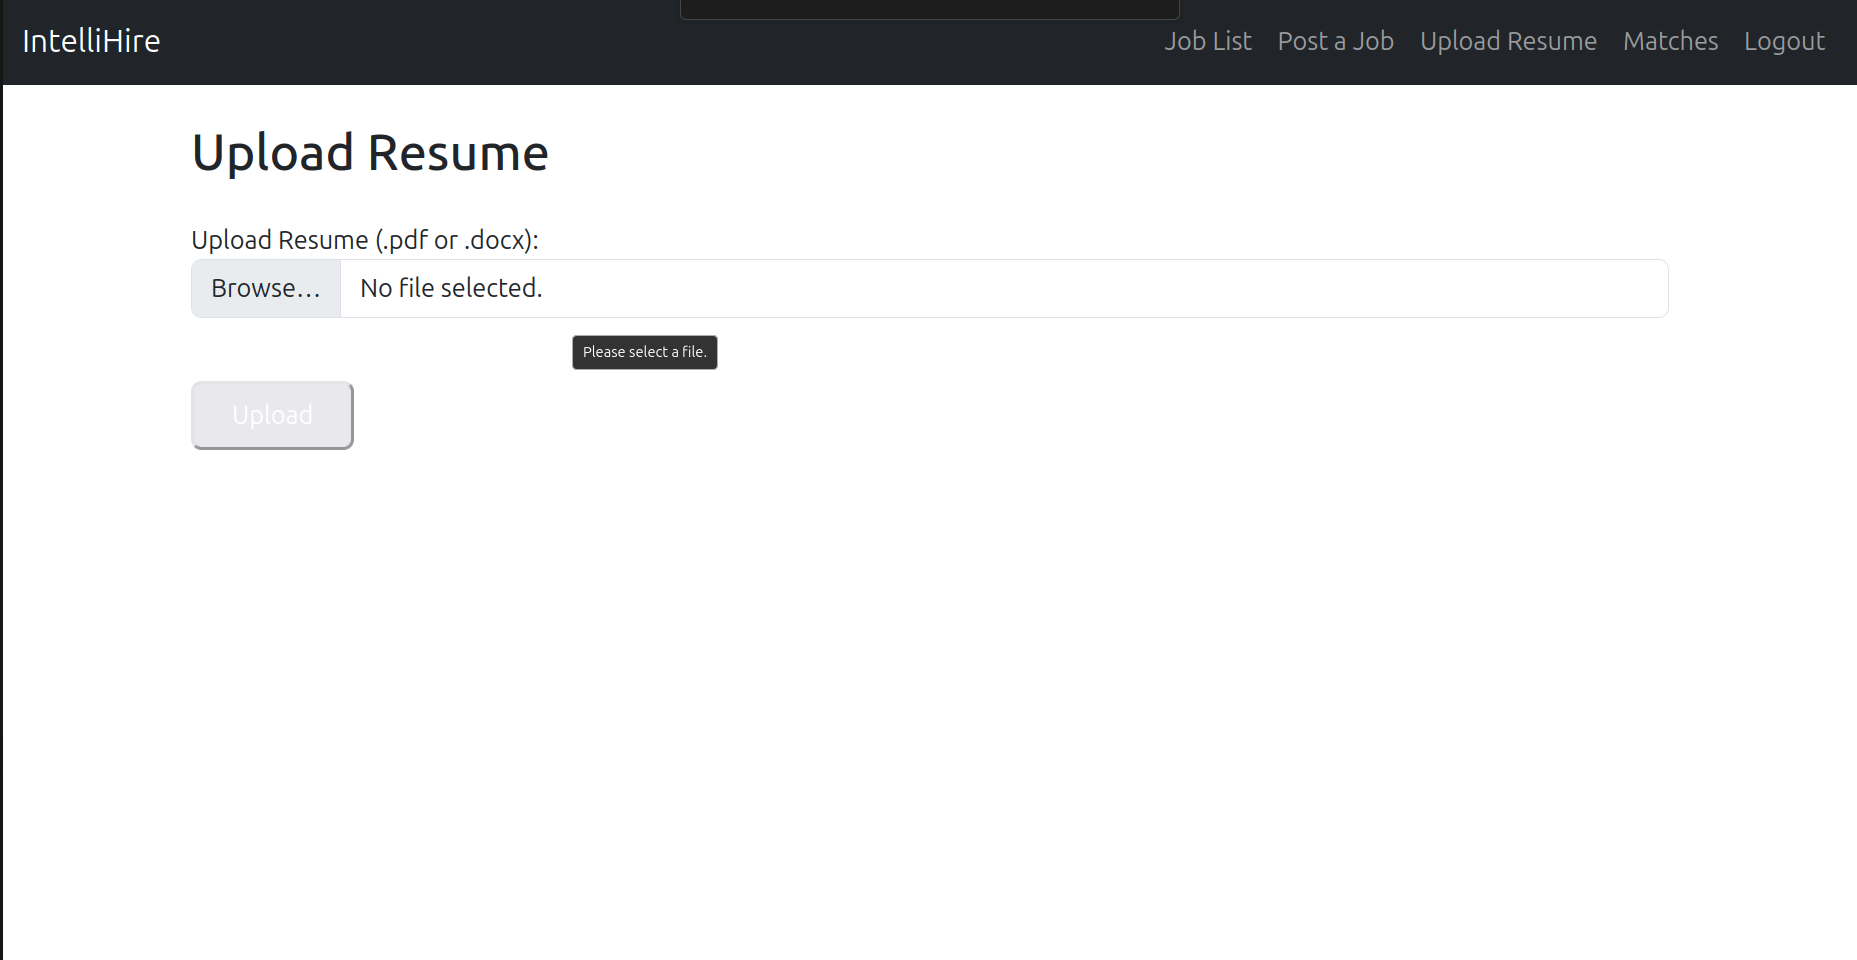 IntelliHire Job List Post a Job Upload Resume Matches Logout
Upload Resume
Upload Resume (.pdf or .docx):
Browse... No file selected.
Please select a file.
Upload